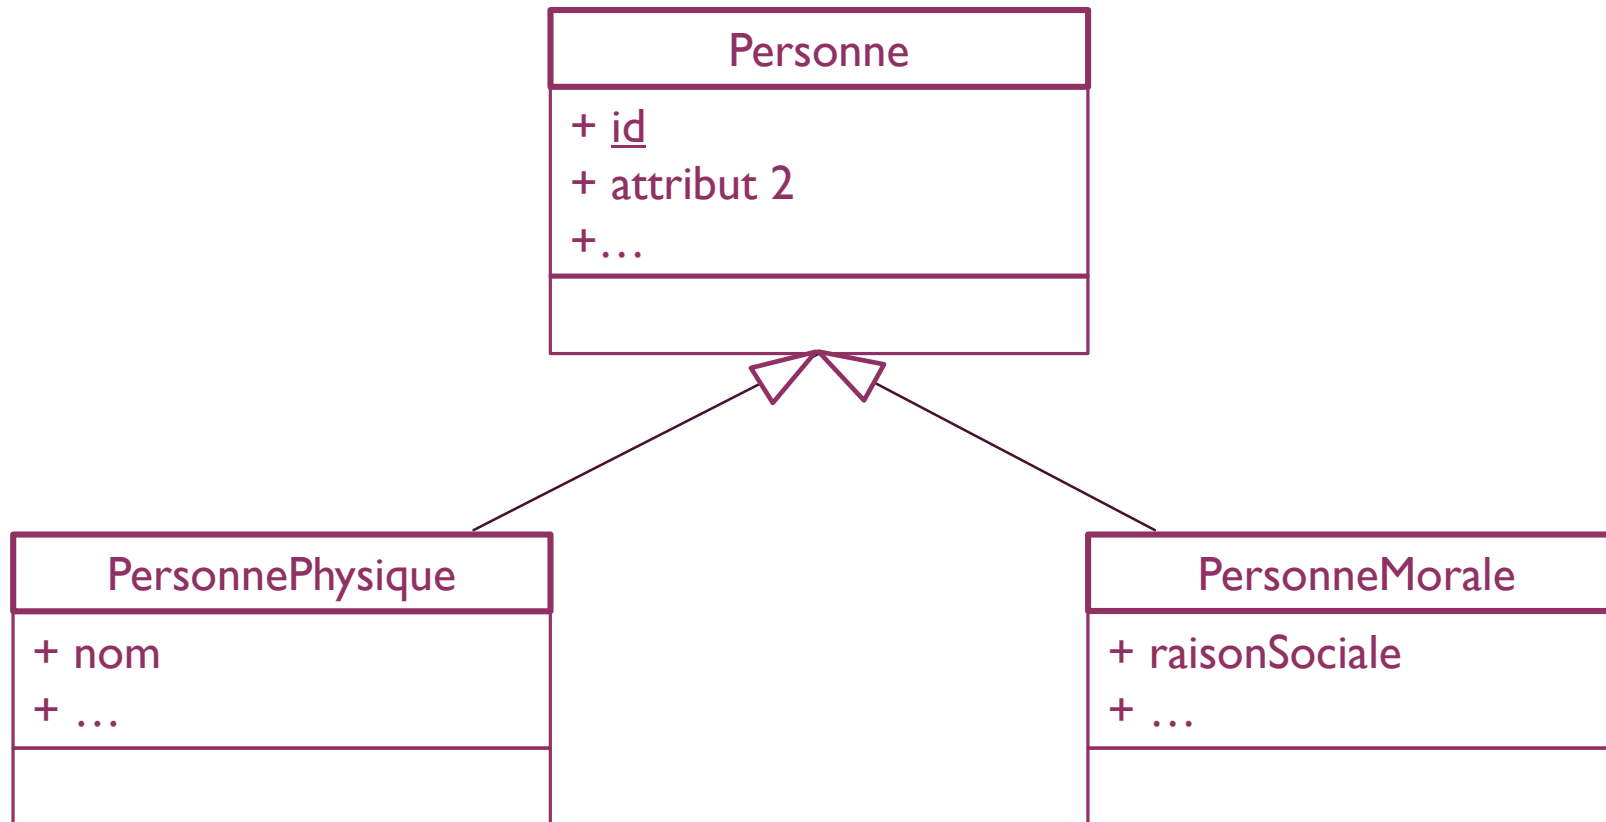 Personne
+ id
+ attribut 2
+...
PersonnePhysique
+ nom
+ ...
PersonneMorale
+ raisonSociale
+ ...